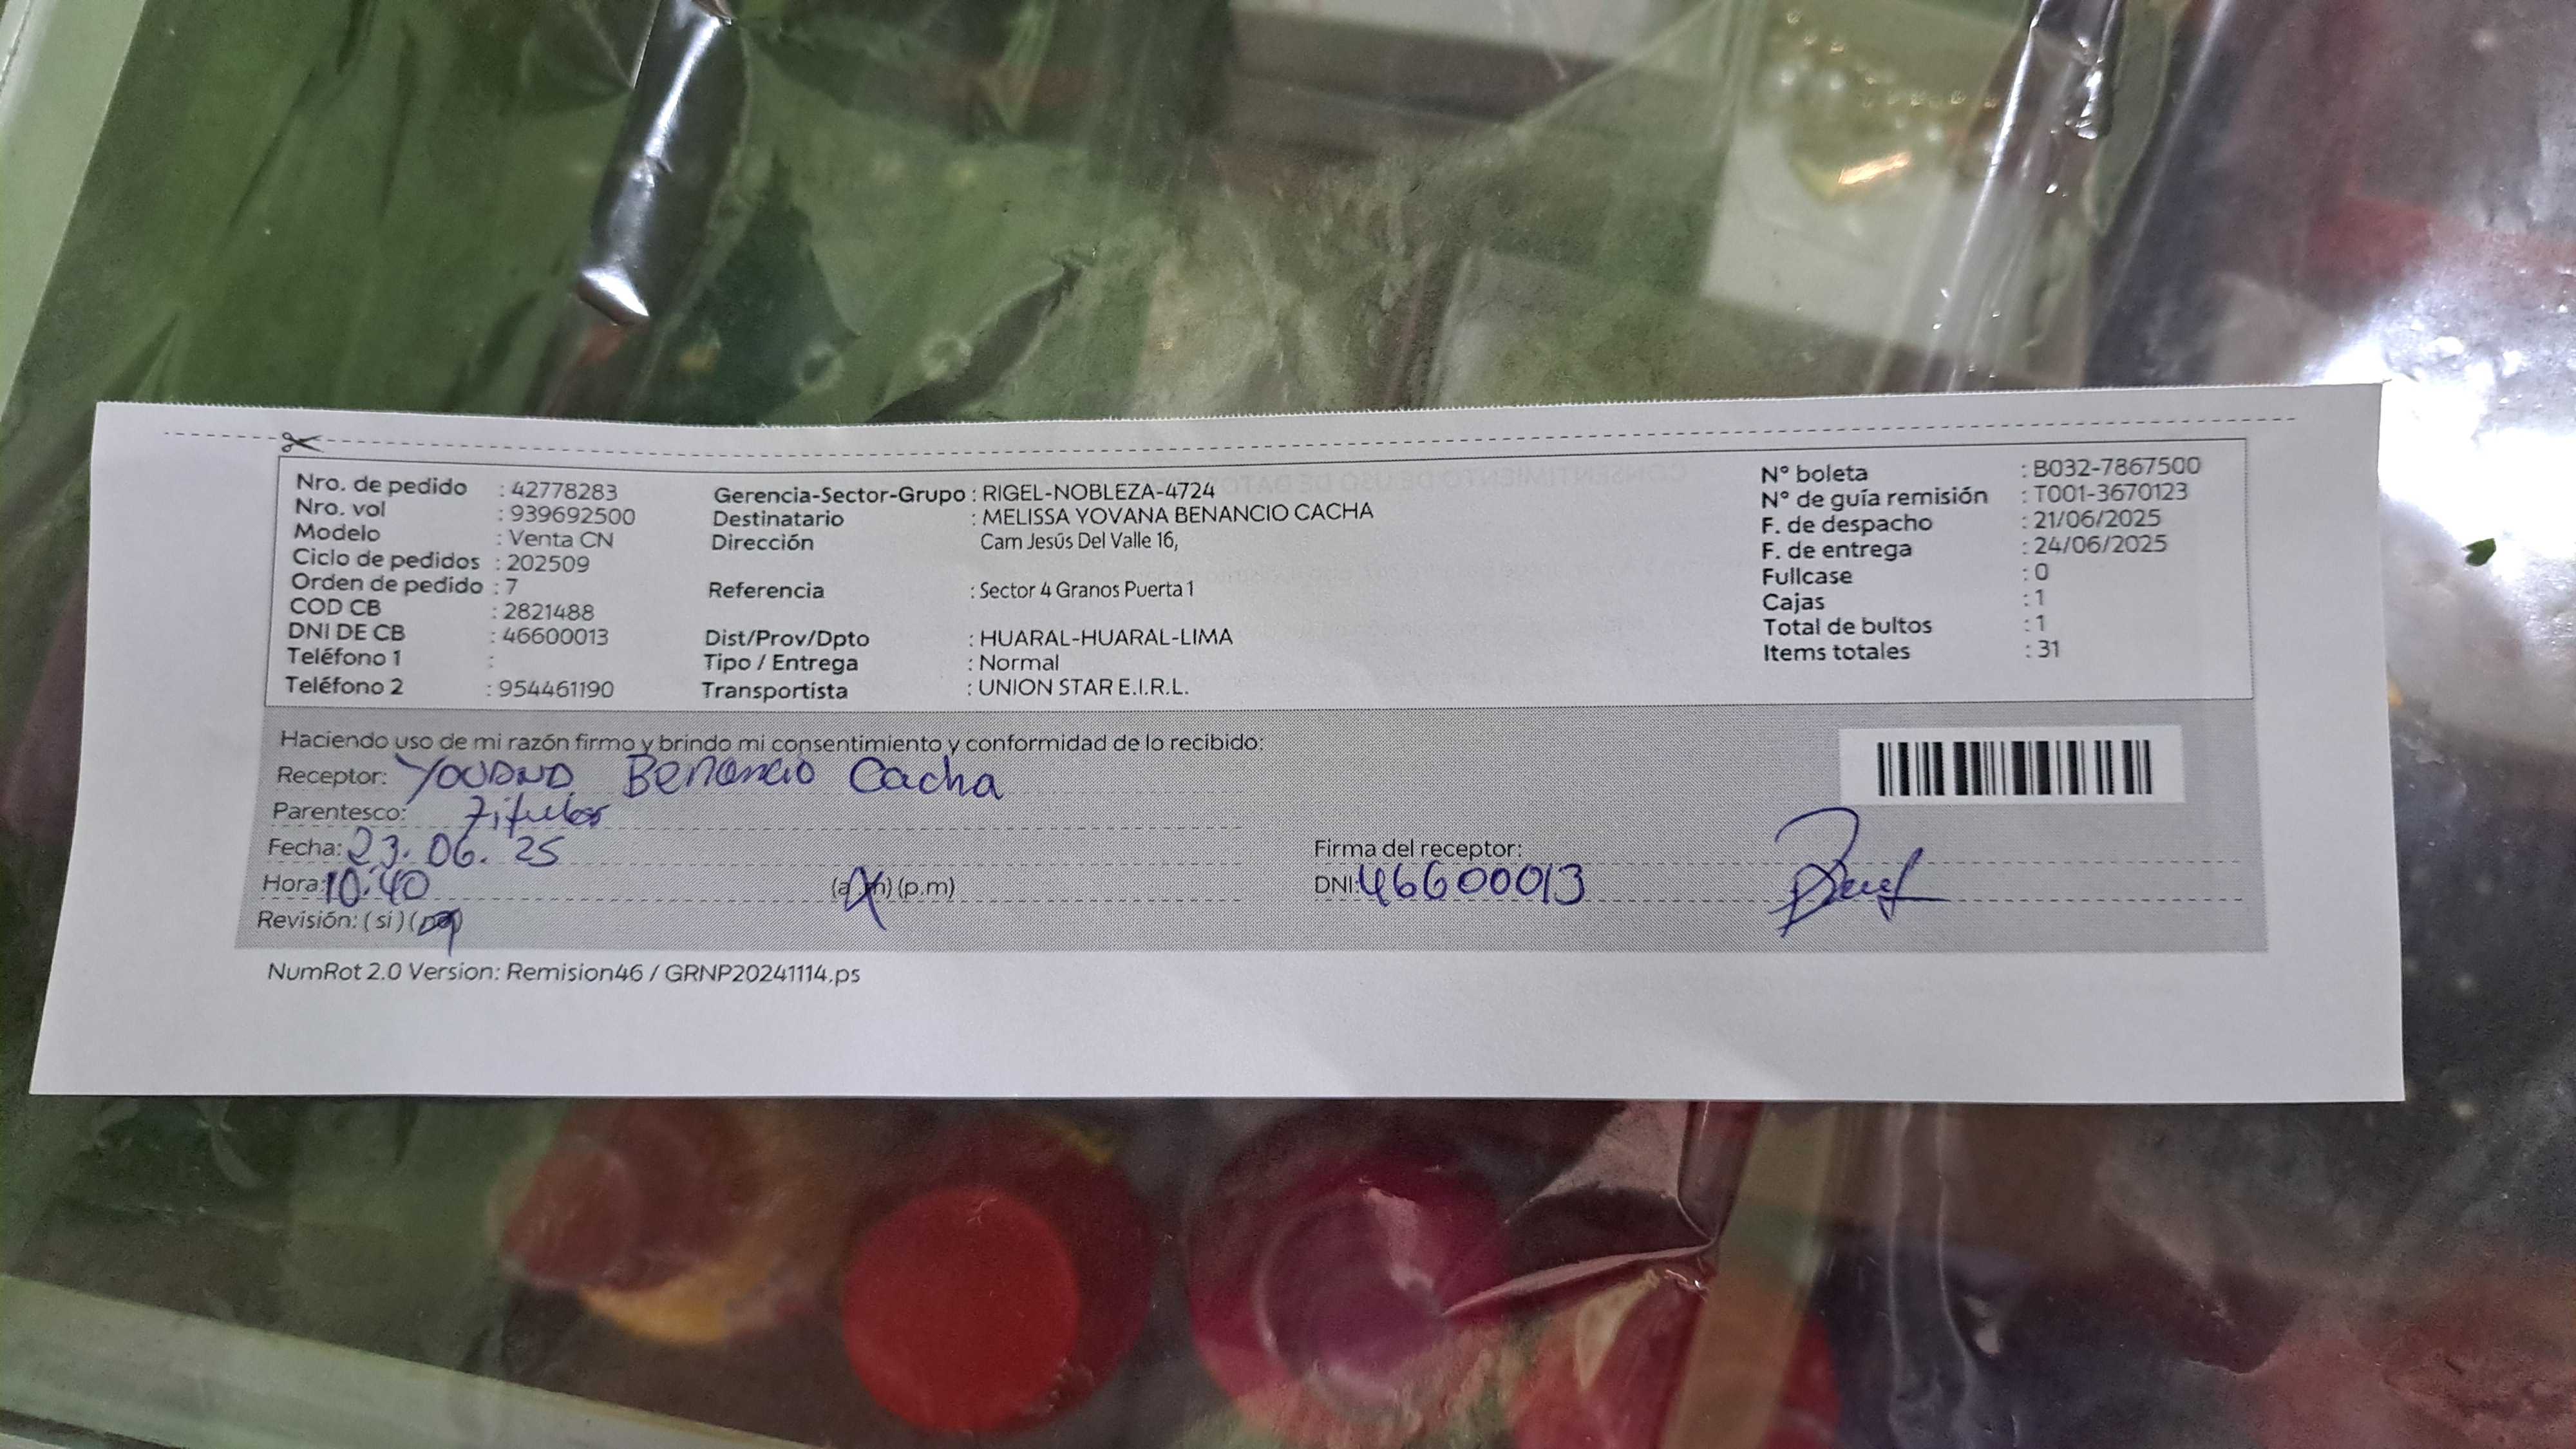 Nro. de pedido : 42778283
Nro. vol : 939692500
Modelo : Venta CN
Ciclo de pedidos : 202509
Orden de pedido : 7
COD CB : 2821488
DNI DE CB : 46600013
Teléfono 1 :
Teléfono 2 : 954461190
Gerencia-Sector-Grupo : RIGEL-NOBLEZA-4724
Destinatario : MELISSA YOVANA BENANCIO CACHA
Dirección Cam Jesús Del Valle 16,
Referencia : Sector 4 Granos Puerta 1
Dist/Prov/Dpto : HUARAL-HUARAL-LIMA
Tipo / Entrega : Normal
Transportista : UNION STAR E.I.R.L.
N° boleta : B032-7867500
N° de guía remisión : T001-3670123
F. de despacho : 21/06/2025
F. de entrega : 24/06/2025
Fullcase : 0
Cajas : 1
Total de bultos : 1
Items totales : 31
Haciendo uso de mi razón firmo y brindo mi consentimiento y conformidad de lo recibido:
Receptor: Yovana Benancio Cacha
Parentesco: Titular
Fecha: 23.06.25
Hora: 10:40 (a.m) (p.m)
Revisión: (si) (no)
Firma del receptor:
DNI: 46600013
NumRot 2.0 Version: Remision46 / GRNP20241114.ps